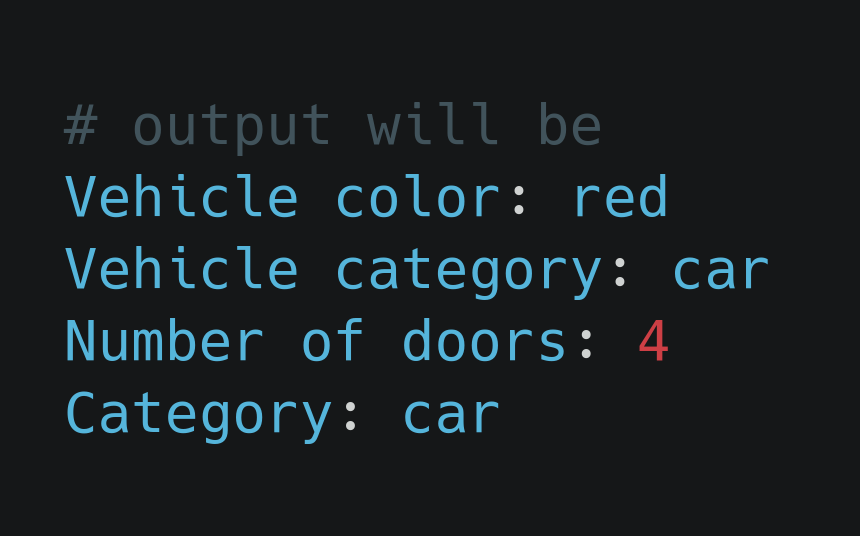 # output will be
Vehicle color: red
Vehicle category: car
Number of doors: 4
Category: car